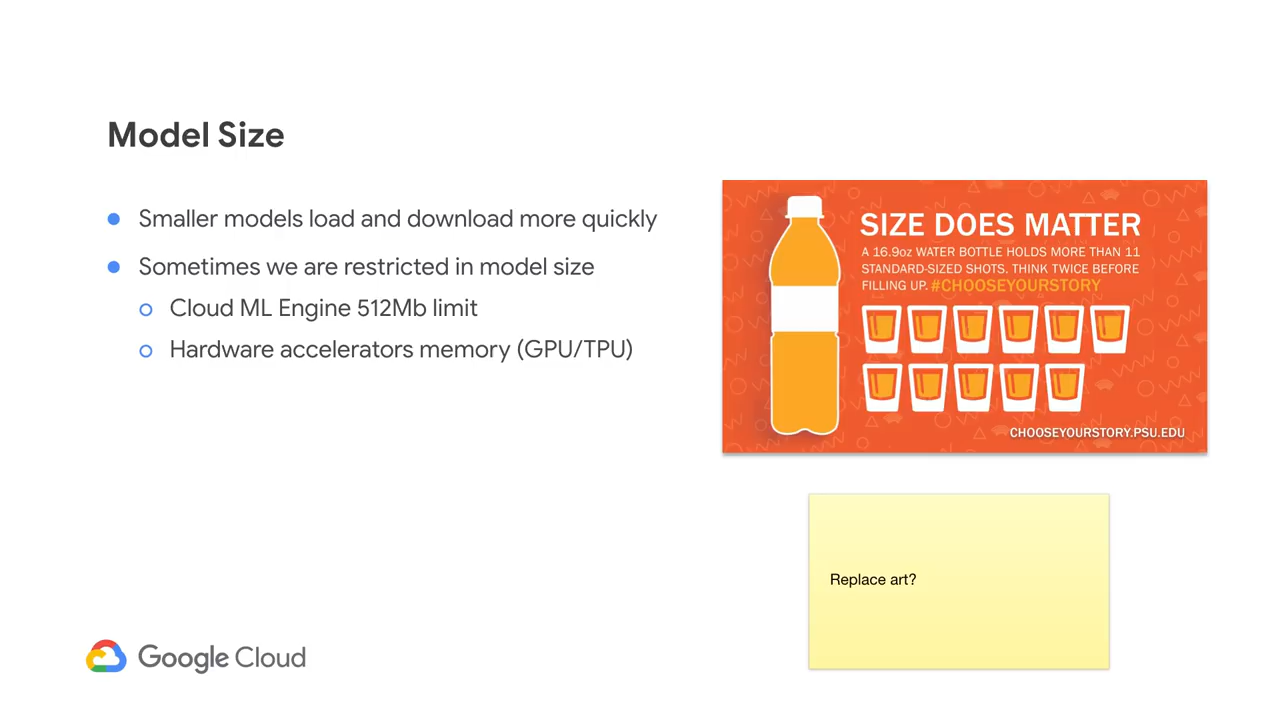 Model Size
Smaller models load and download more quickly
Sometimes we are restricted in model size
Cloud ML Engine 512Mb limit
Hardware accelerators memory (GPU/TPU)
SIZE DOES MATTER
A 16.9oz WATER BOTTLE HOLDS MORE THAN 11
STANDARD-SIZED SHOTS. THINK TWICE BEFORE
FILLING UP. #CHOOSEYOURSTORY
CHOOSEYOURSTORY.PSU.EDU
Replace art?
Google Cloud